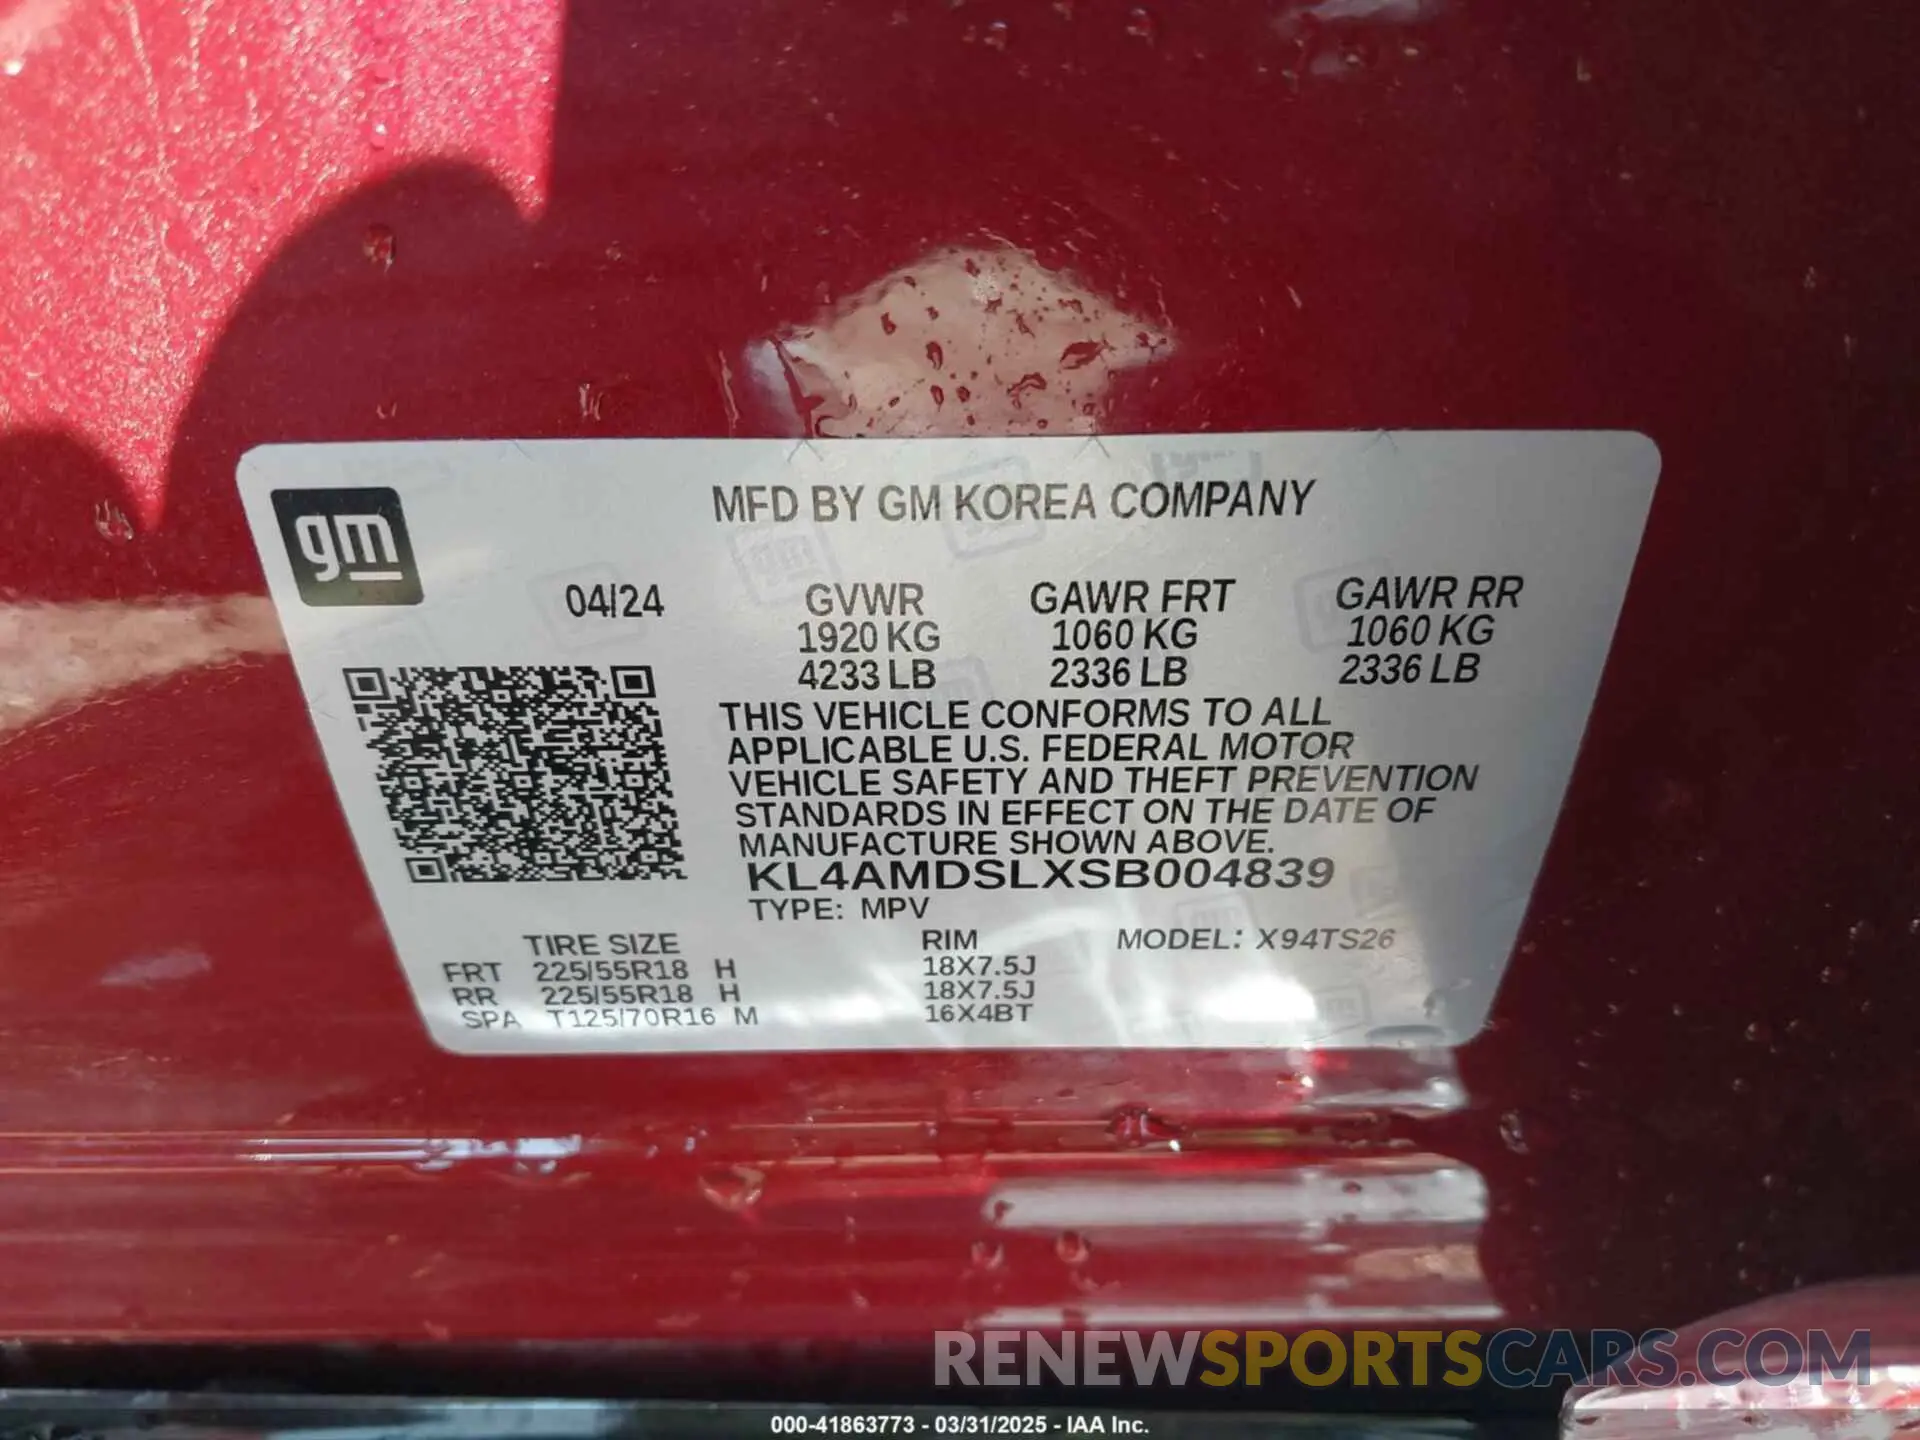 gm
MFD BY GM KOREA COMPANY
04/24 GVWR GAWR FRT GAWR RR
1920 KG 1060 KG 1060 KG
4233 LB 2336 LB 2336 LB
THIS VEHICLE CONFORMS TO ALL
APPLICABLE U.S. FEDERAL MOTOR
VEHICLE SAFETY AND THEFT PREVENTION
STANDARDS IN EFFECT ON THE DATE OF
MANUFACTURE SHOWN ABOVE.
KL4AMDSLXSB004839
TYPE: MPV
TIRE SIZE RIM MODEL: X94TS26
FRT 225/55R18 H 18X7.5J
RR 225/55R18 H 18X7.5J
SPA T125/70R16 M 16X4BT
RENEWSPORTSCARS.COM
000-41863773 - 03/31/2025 - IAA Inc.